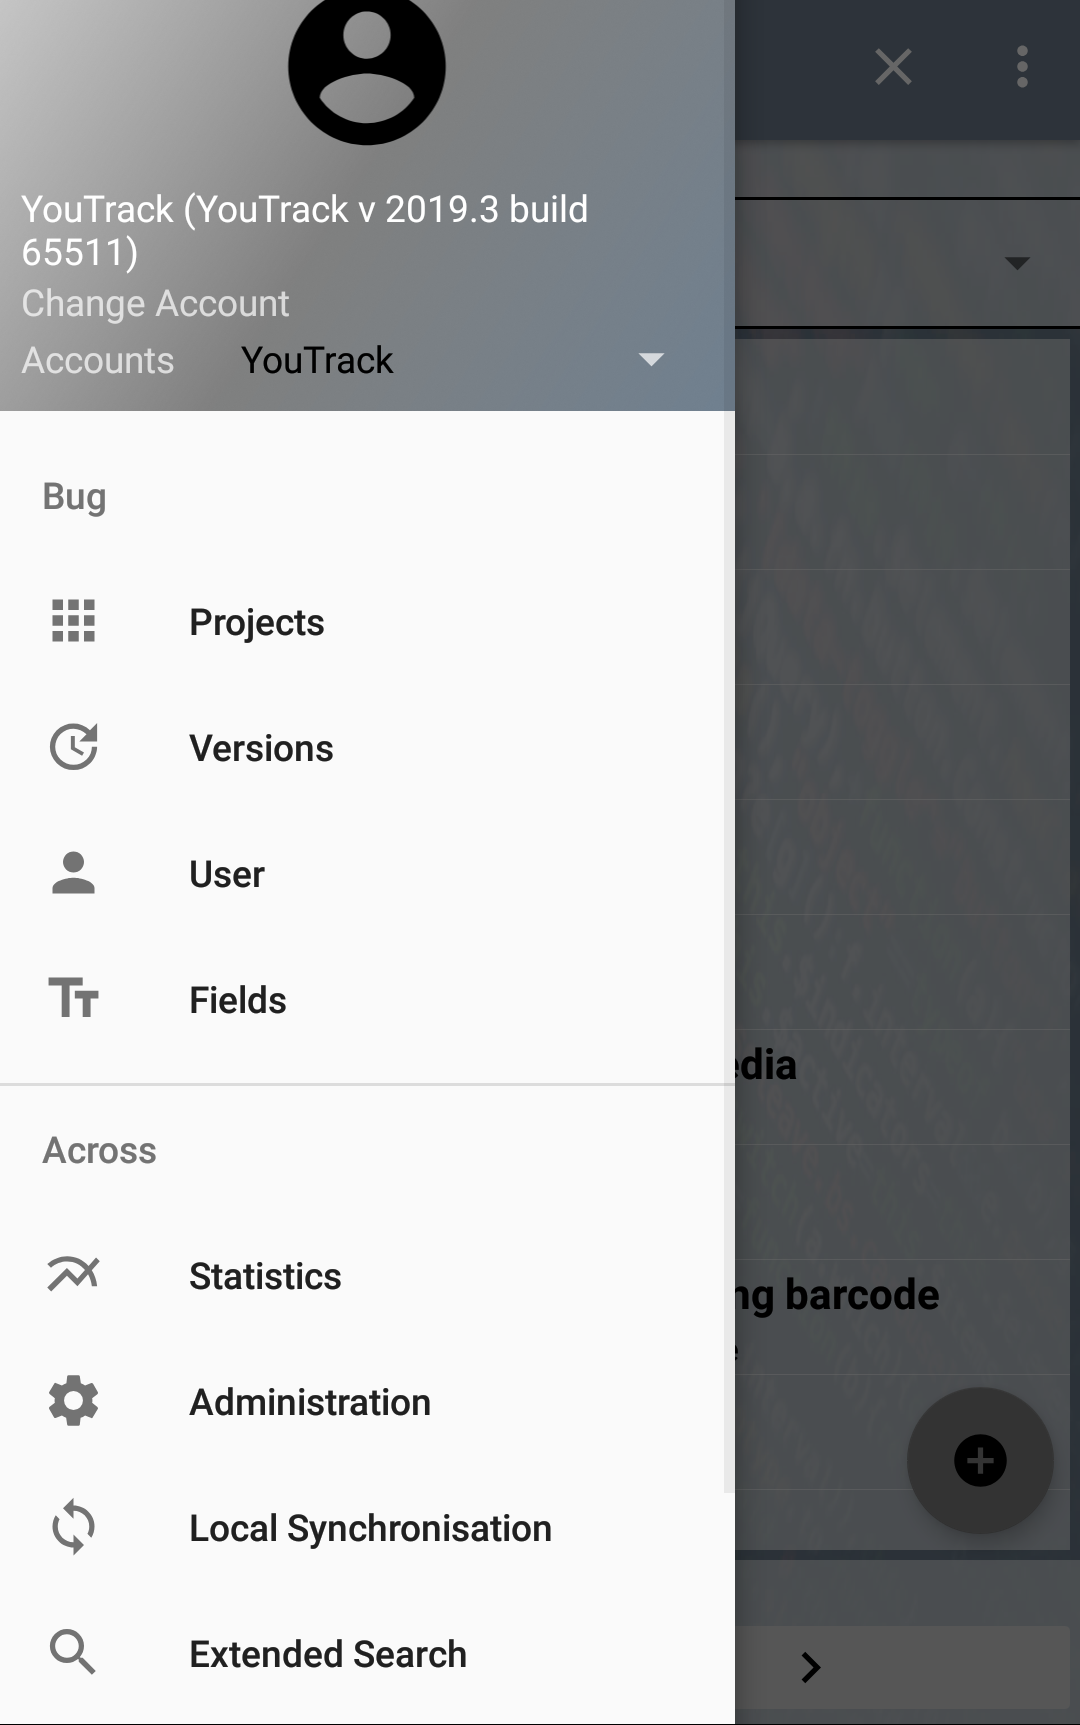 YouTrack (YouTrack v 2019.3 build
65511)
Change Account
Accounts YouTrack
Bug
Projects
Versions
User
Fields
edia
Across
Statistics
ng barcode
Administration
Local Synchronisation
Extended Search